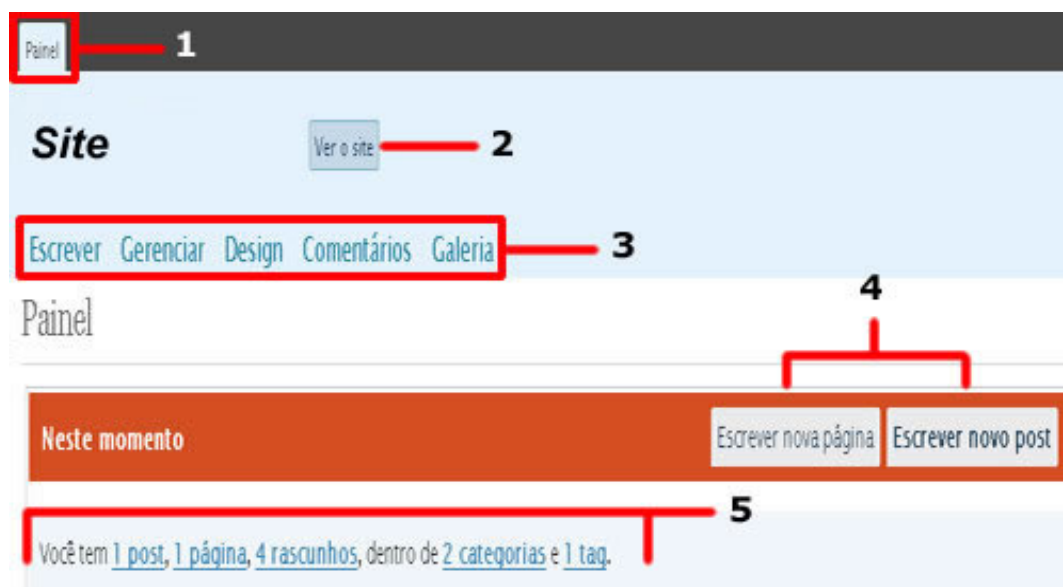 Painel 1
Site Ver o site 2
Escrever Gerenciar Design Comentários Galeria 3
4
Painel
Neste momento Escrever nova página Escrever novo post
5
Você tem 1 post, 1 página, 4 rascunhos, dentro de 2 categorias e 1 tag.